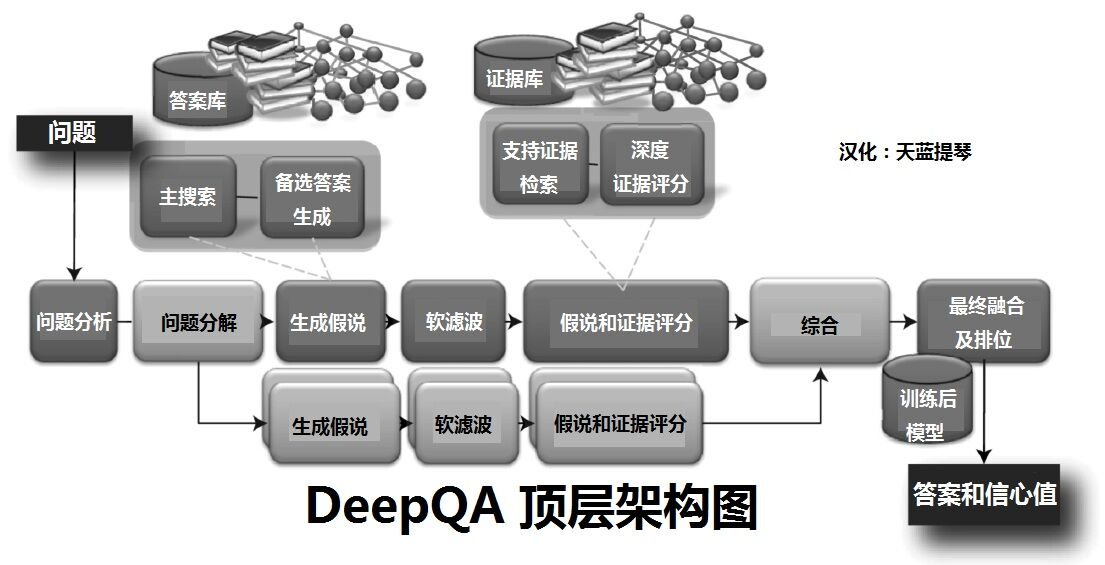 答案库
证据库
问题
主搜索
备选答案
生成
支持证据
检索
深度
证据评分
汉化：天蓝提琴
问题分析
问题分解
生成假说
软滤波
假说和证据评分
综合
最终融合
及排位
训练后
模型
生成假说
软滤波
假说和证据评分
答案和信心值
DeepQA 顶层架构图